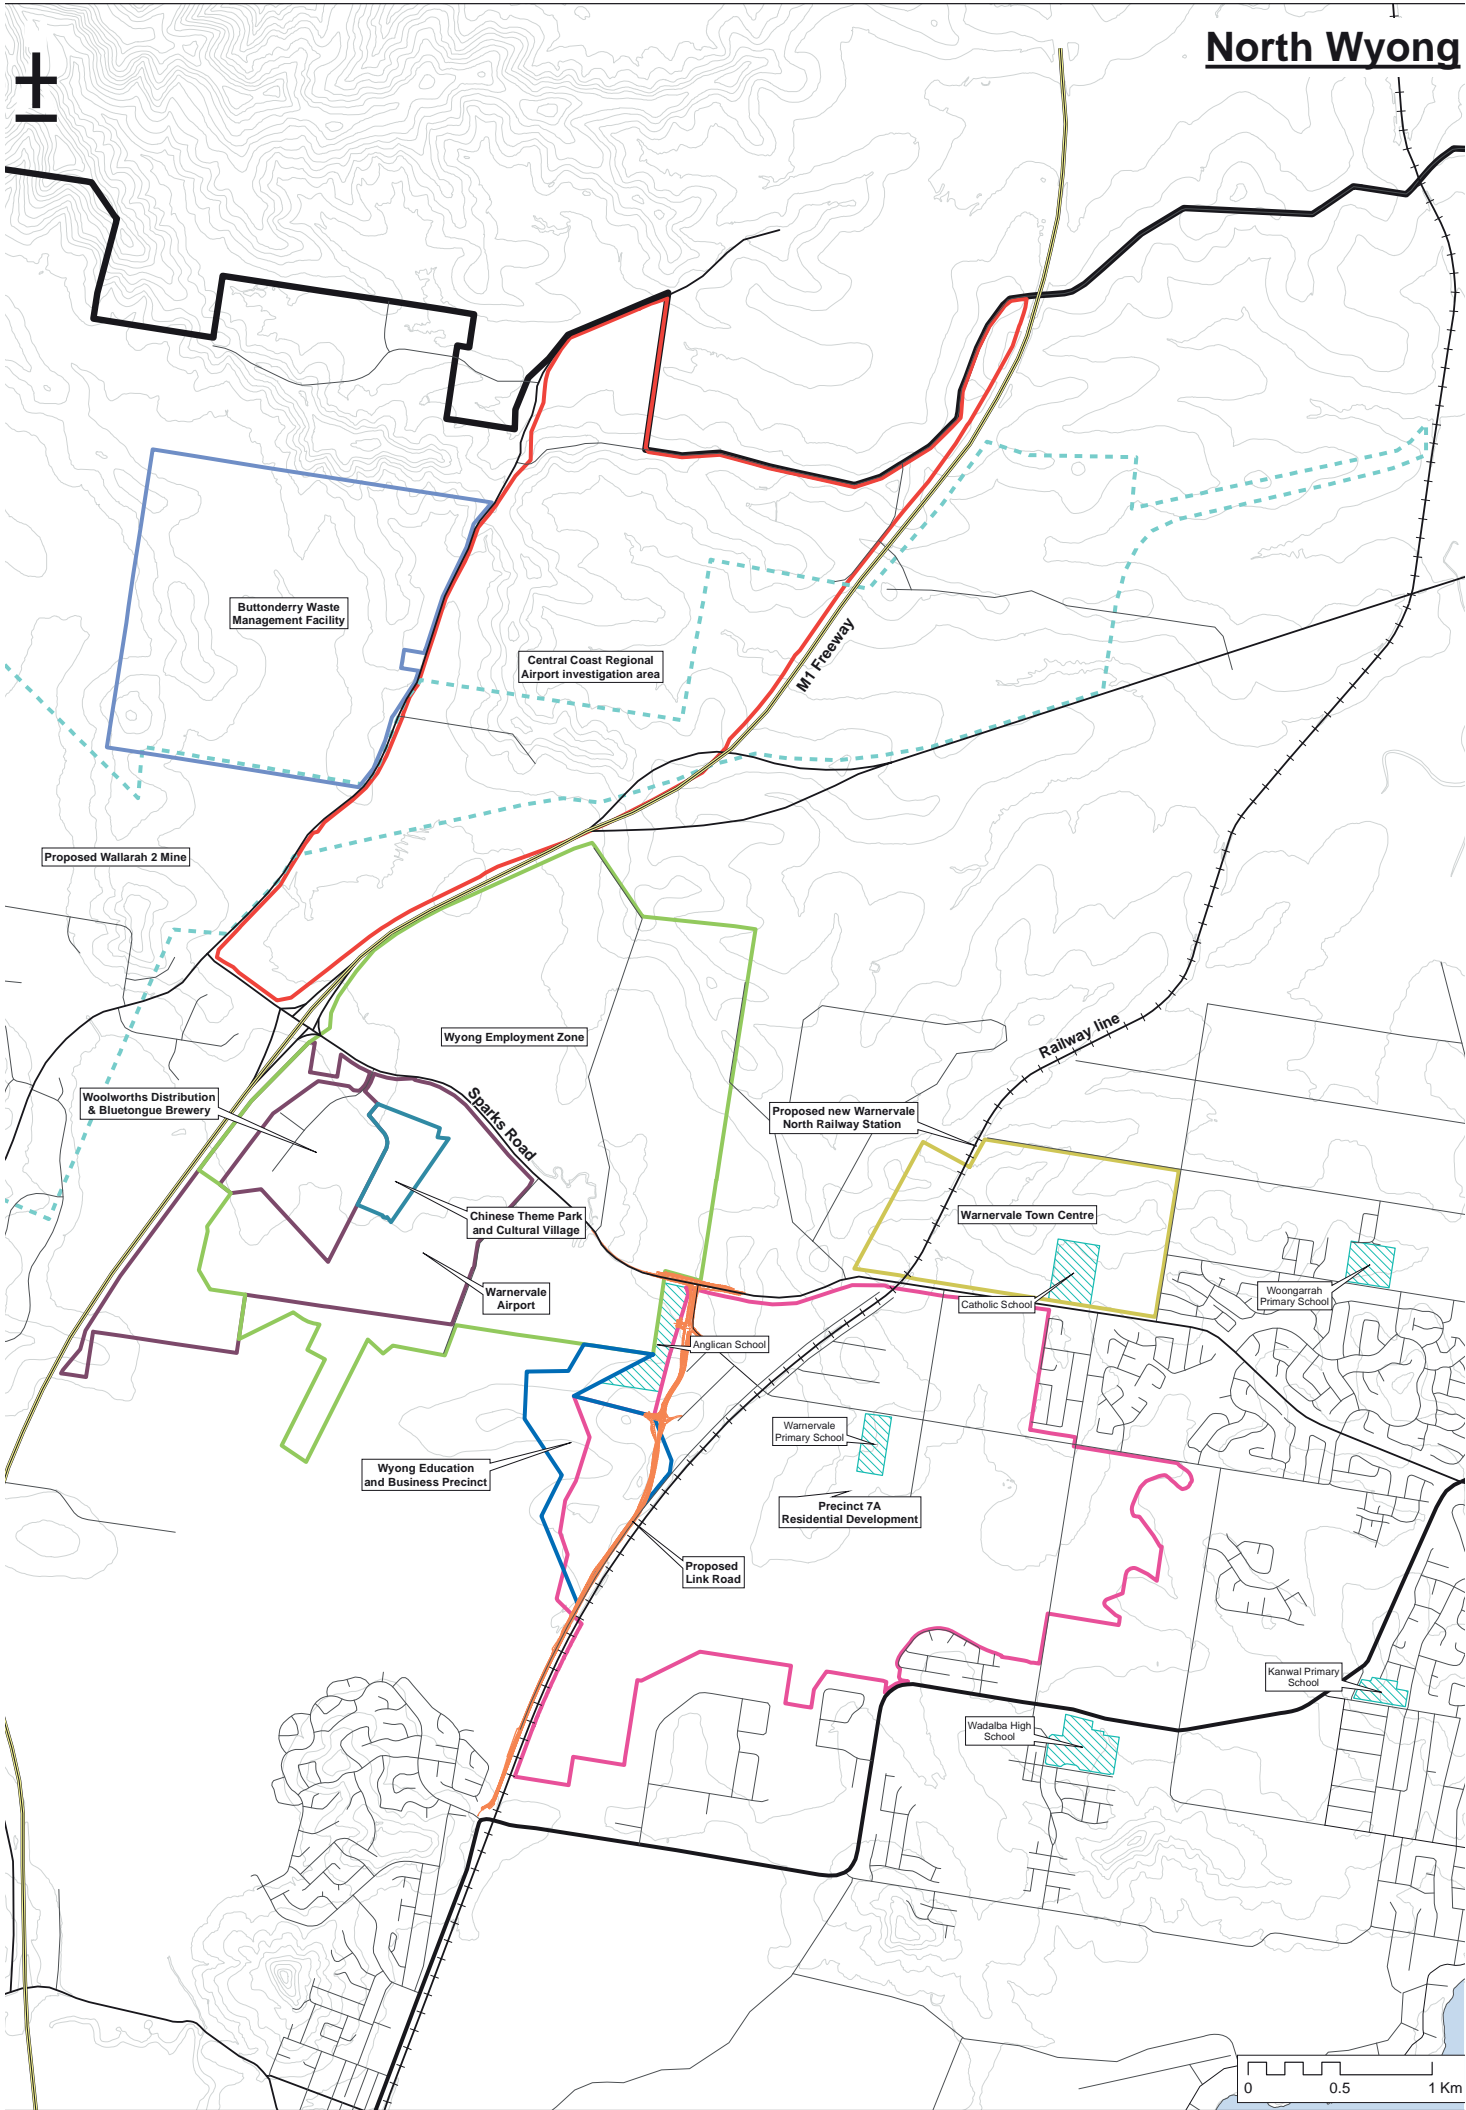 North Wyong
Buttonderry Waste
Management Facility
Central Coast Regional
Airport investigation area
M1 Freeway
Proposed Wallarah 2 Mine
Wyong Employment Zone
Railway line
Woolworths Distribution
& Bluetongue Brewery
Sparks Road
Proposed new Warnervale
North Railway Station
Chinese Theme Park
and Cultural Village
Warnervale Town Centre
Warnervale
Airport
Catholic School
Woongarrah
Primary School
Anglican School
Warnervale
Primary School
Wyong Education
and Business Precinct
Precinct 7A
Residential Development
Proposed
Link Road
Kanwal Primary
School
Wadalba High
School
0 0.5 1 Km